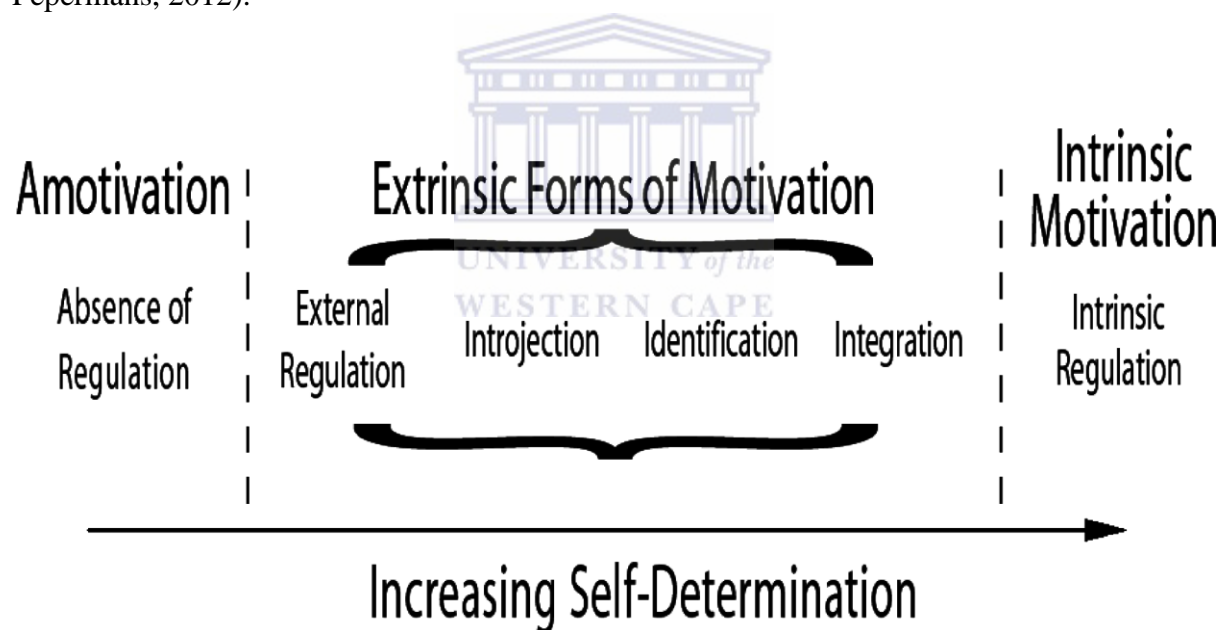 Pepermans, 2012).
Amotivation
Extrinsic Forms of Motivation
Intrinsic
Motivation
UNIVERSITY of the
WESTERN CAPE
Absence of
Regulation
External
Regulation
Introjection
Identification
Integration
Intrinsic
Regulation
Increasing Self-Determination